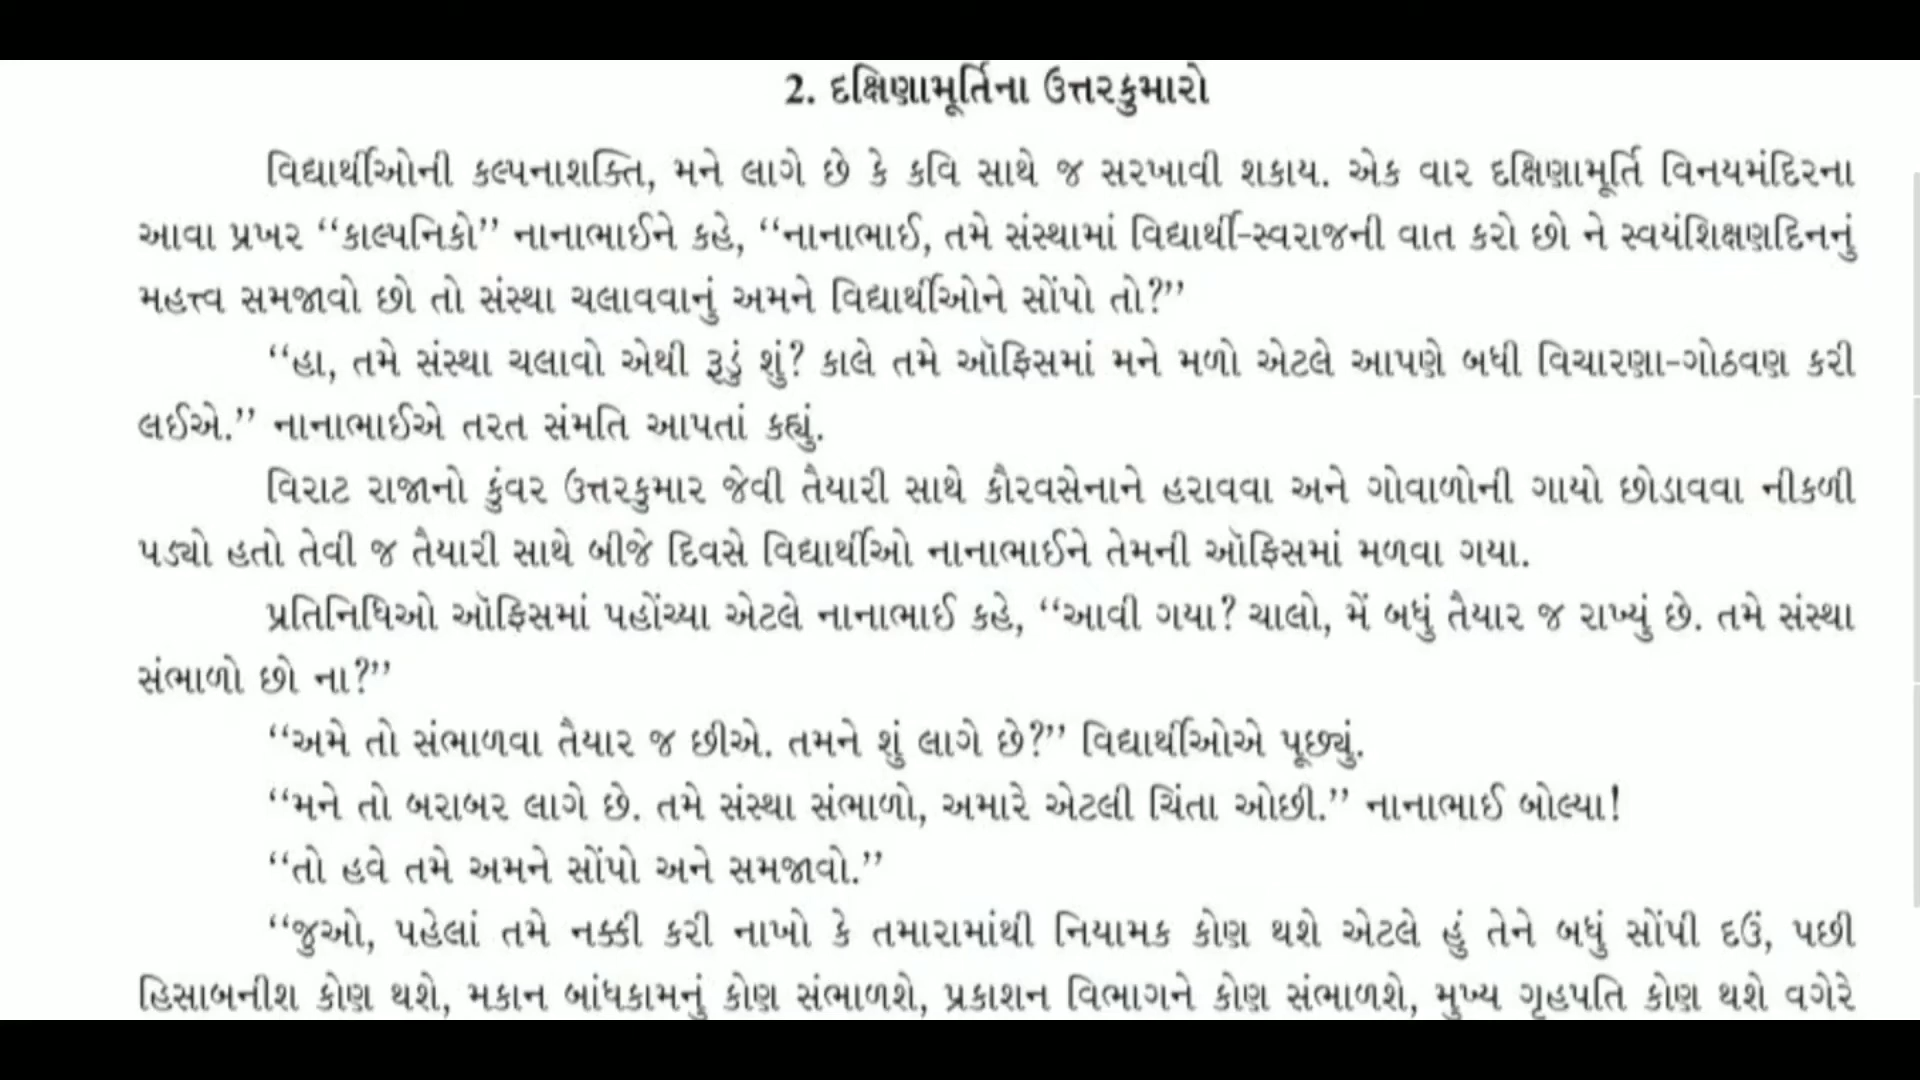 2. દક્ષિણામૂર્તિના ઉત્તરકુમારો
વિદ્યાર્થીઓની કલ્પનાશક્તિ, મને લાગે છે કે કવિ સાથે જ સરખાવી શકાય. એક વાર દક્ષિણામૂર્તિ વિનયમંદિરના
આવા પ્રખર ‘‘કાલ્પનિકો’’ નાનાભાઈને કહે, ‘‘નાનાભાઈ, તમે સંસ્થામાં વિદ્યાર્થી-સ્વરાજની વાત કરો છો ને સ્વયંશિક્ષણદિનનું
મહત્ત્વ સમજાવો છો તો સંસ્થા ચલાવવાનું અમને વિદ્યાર્થીઓને સોંપો તો?’’
‘‘હા, તમે સંસ્થા ચલાવો એથી રૂડું શું? કાલે તમે ઑફિસમાં મને મળો એટલે આપણે બધી વિચારણા-ગોઠવણ કરી
લઈએ.’’ નાનાભાઈએ તરત સંમતિ આપતાં કહ્યું.
વિરાટ રાજાનો કુંવર ઉત્તરકુમાર જેવી તૈયારી સાથે કૌરવસેનાને હરાવવા અને ગોવાળોની ગાયો છોડાવવા નીકળી
પડ્યો હતો તેવી જ તૈયારી સાથે બીજે દિવસે વિદ્યાર્થીઓ નાનાભાઈને તેમની ઑફિસમાં મળવા ગયા.
પ્રતિનિધિઓ ઑફિસમાં પહોંચ્યા એટલે નાનાભાઈ કહે, ‘‘આવી ગયા? ચાલો, મેં બધું તૈયાર જ રાખ્યું છે. તમે સંસ્થા
સંભાળો છો ના?’’
‘‘અમે તો સંભાળવા તૈયાર જ છીએ. તમને શું લાગે છે?’’ વિદ્યાર્થીઓએ પૂછ્યું.
‘‘મને તો બરાબર લાગે છે. તમે સંસ્થા સંભાળો, અમારે એટલી ચિંતા ઓછી.’’ નાનાભાઈ બોલ્યા!
‘‘તો હવે તમે અમને સોંપો અને સમજાવો.’’
‘‘જુઓ, પહેલાં તમે નક્કી કરી નાખો કે તમારામાંથી નિયામક કોણ થશે એટલે હું તેને બધું સોંપી દઉં, પછી
હિસાબનીશ કોણ થશે, મકાન બાંધકામનું કોણ સંભાળશે, પ્રકાશન વિભાગને કોણ સંભાળશે, મુખ્ય ગૃહપતિ કોણ થશે વગેરે